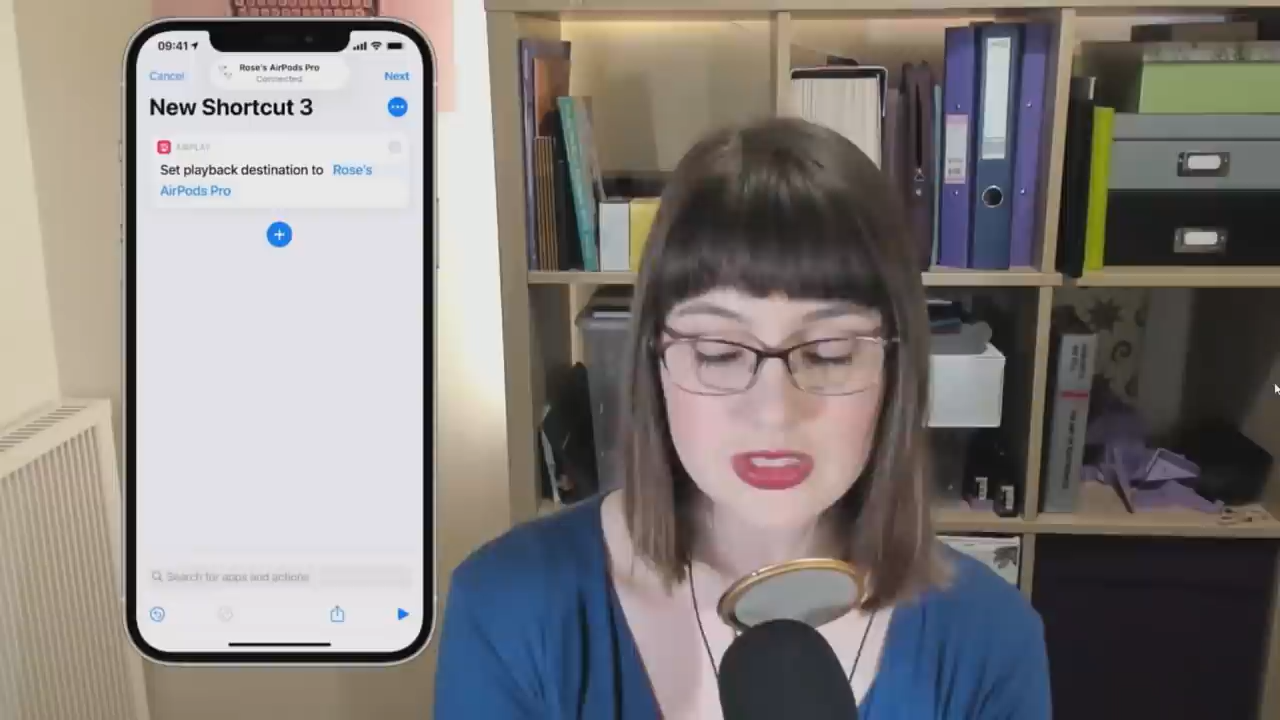 09:41
Rose's AirPods Pro
Connected
Cancel
Next
New Shortcut 3
AIRPLAY
Set playback destination to Rose's
AirPods Pro
Search for apps and actions